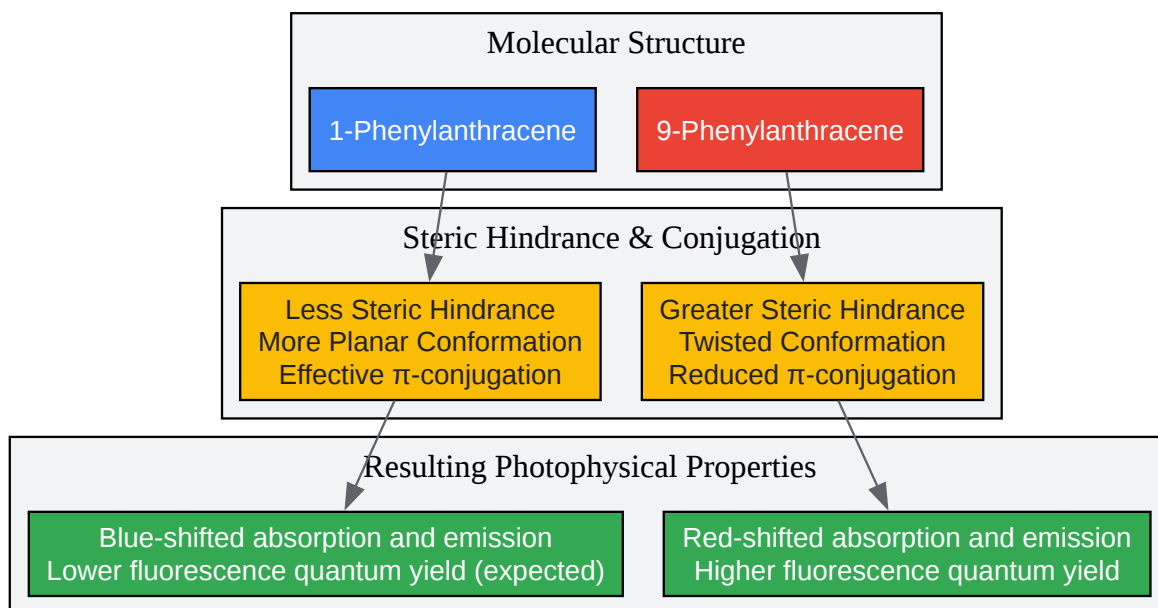 Molecular Structure
1-Phenylanthracene
9-Phenylanthracene
Steric Hindrance & Conjugation
Less Steric Hindrance
More Planar Conformation
Effective π-conjugation
Greater Steric Hindrance
Twisted Conformation
Reduced π-conjugation
Resulting Photophysical Properties
Blue-shifted absorption and emission
Lower fluorescence quantum yield (expected)
Red-shifted absorption and emission
Higher fluorescence quantum yield